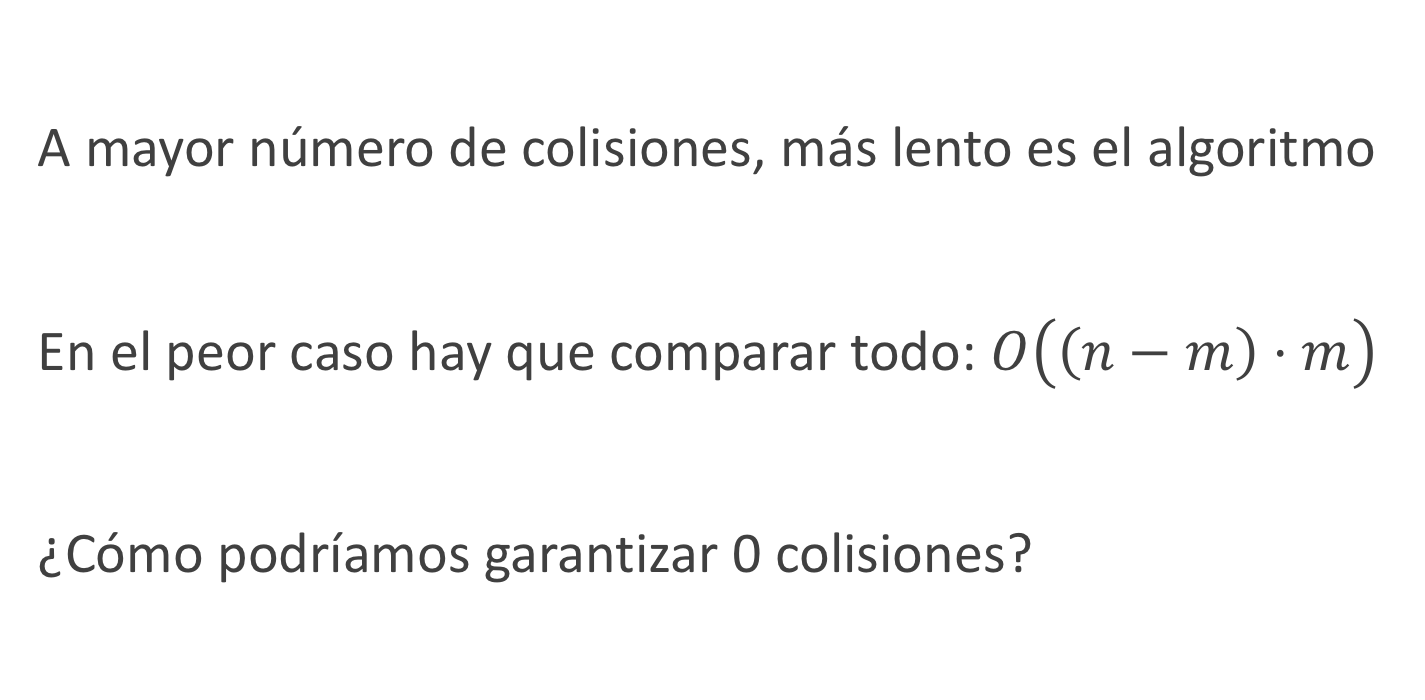 A mayor número de colisiones, más lento es el algoritmo
En el peor caso hay que comparar todo: O((n − m) · m)
¿Cómo podríamos garantizar 0 colisiones?